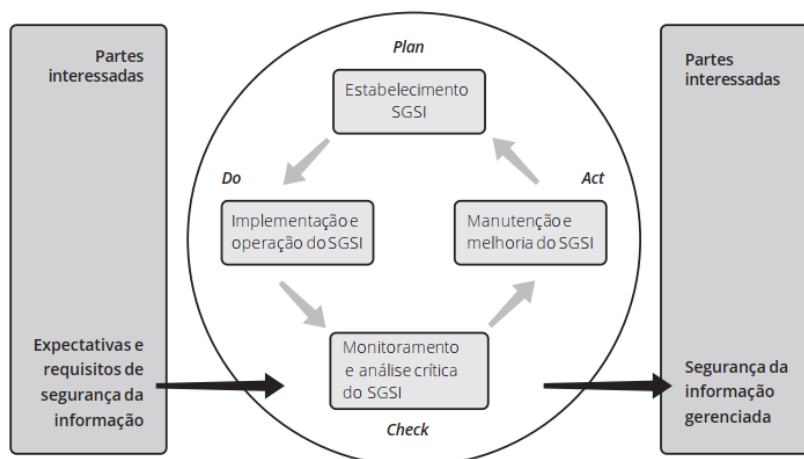 Partes
interessadas
Expectativas e
requisitos de
segurança da
informação
Plan
Estabelecimento
SGSI
Do
Implementação e
operação do SGSI
Act
Manutenção e
melhoria do SGSI
Monitoramento
e análise crítica
do SGSI
Check
Partes
interessadas
Segurança da
informação
gerenciada